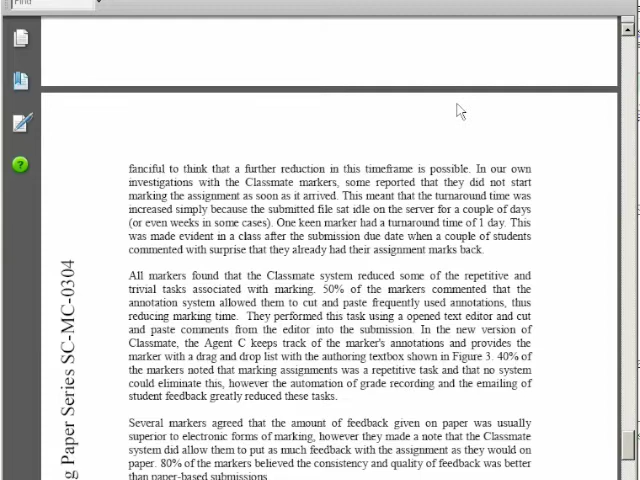 Find
fanciful to think that a further reduction in this timeframe is possible. In our own
investigations with the Classmate markers, some reported that they did not start
marking the assignment as soon as it arrived. This meant that the turnaround time was
increased simply because the submitted file sat idle on the server for a couple of days
(or even weeks in some cases). One keen marker had a turnaround time of 1 day. This
was made evident in a class after the submission due date when a couple of students
commented with surprise that they already had their assignment marks back.
All markers found that the Classmate system reduced some of the repetitive and
trivial tasks associated with marking. 50% of the markers commented that the
annotation system allowed them to cut and paste frequently used annotations, thus
reducing marking time. They performed this task using a opened text editor and cut
and paste comments from the editor into the submission. In the new version of
Classmate, the Agent C keeps track of the marker's annotations and provides the
marker with a drag and drop list with the authoring textbox shown in Figure 3. 40% of
the markers noted that marking assignments was a repetitive task and that no system
could eliminate this, however the automation of grade recording and the emailing of
student feedback greatly reduced these tasks.
Several markers agreed that the amount of feedback given on paper was usually
superior to electronic forms of marking, however they made a note that the Classmate
system did allow them to put as much feedback with the assignment as they would on
paper. 80% of the markers believed the consistency and quality of feedback was better
than paper-based submissions
g Paper Series SC-MC-0304